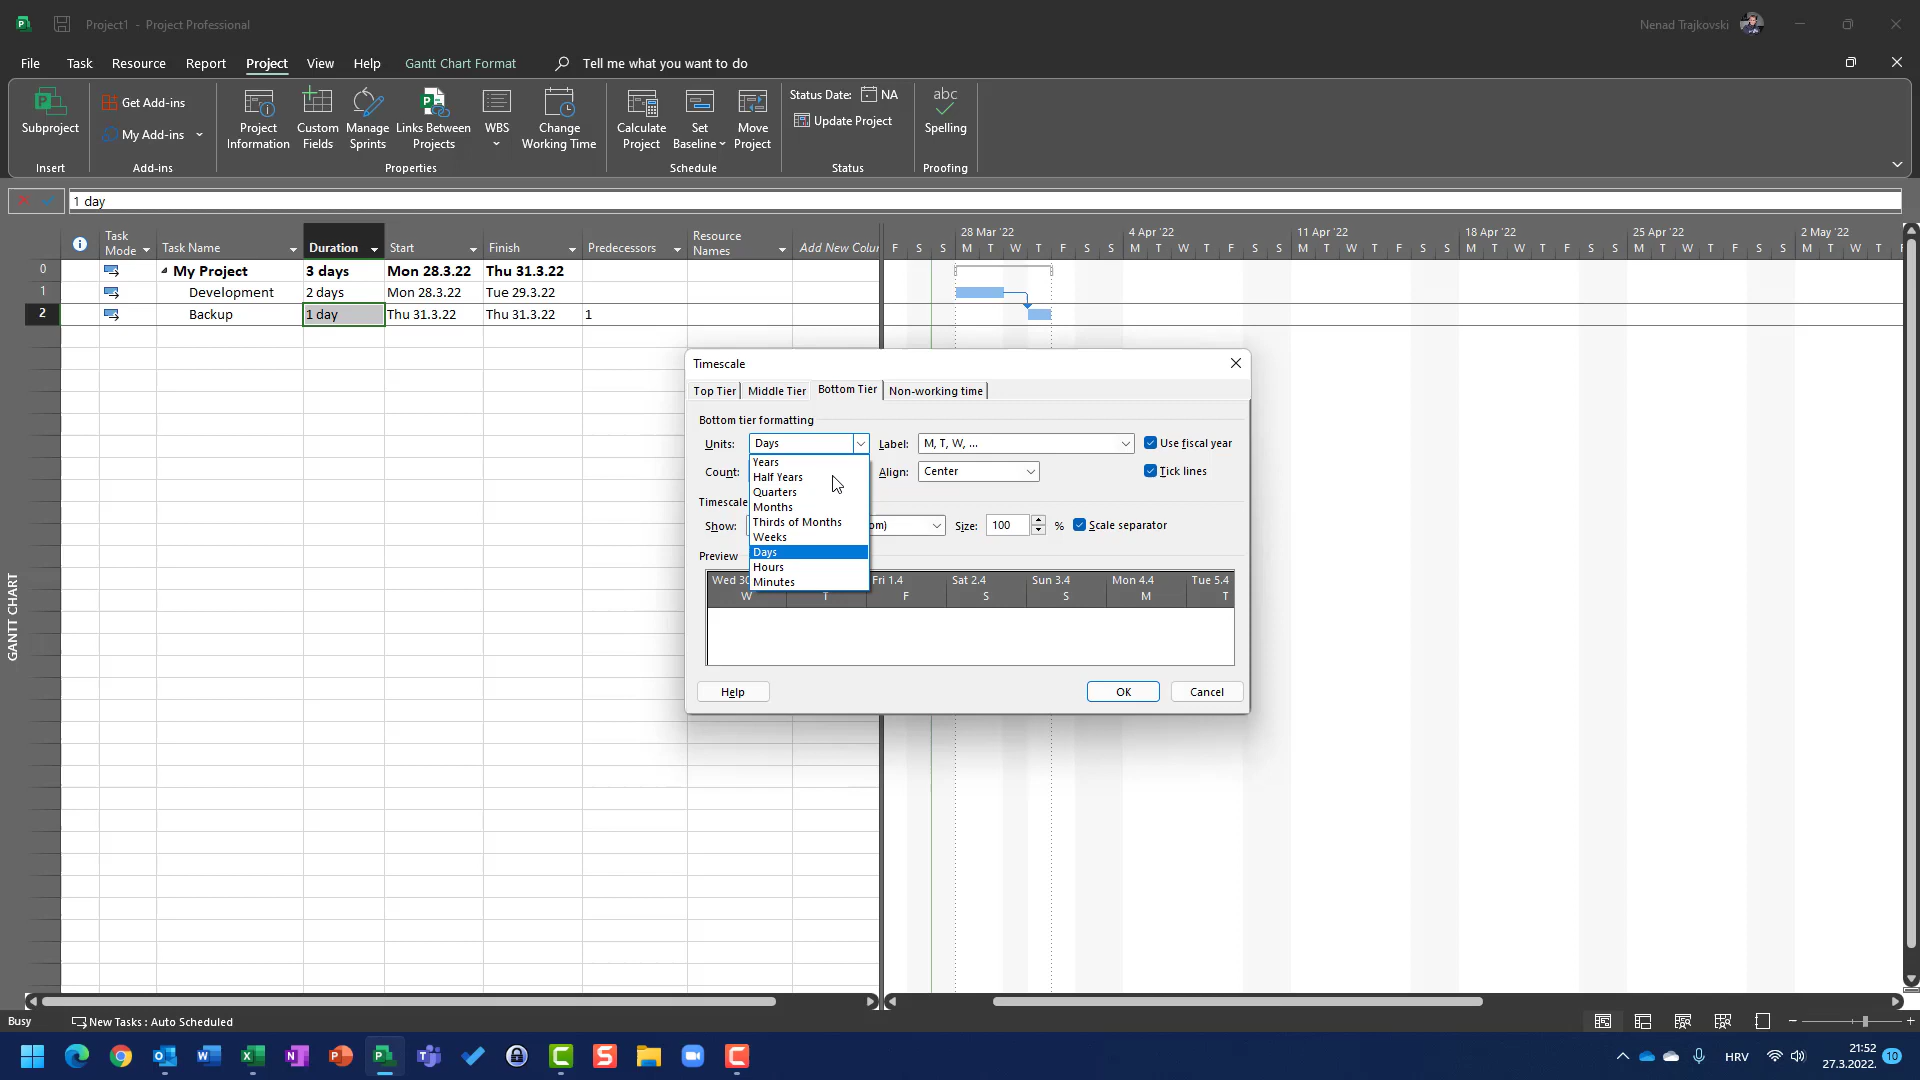 Project1 - Project Professional
Nenad Trajkovski
File Task Resource Report Project View Help Gantt Chart Format Tell me what you want to do
Subproject
Get Add-ins
My Add-ins
Project Information
Custom Fields
Manage Sprints
Links Between Projects
WBS
Change Working Time
Calculate Project
Set Baseline
Move Project
Status Date: NA
Update Project
abc
Spelling
Insert Add-ins Properties Schedule Status Proofing
1 day
Task Mode Task Name Duration Start Finish Predecessors Resource Names Add New Colur
28 Mar '22 4 Apr '22 11 Apr '22 18 Apr '22 25 Apr '22 2 May '22
F S S M T W T F S S M T W T F S S M T W T F S S M T W T F S S M T W T F S S M T W T F
0 My Project 3 days Mon 28.3.22 Thu 31.3.22
1 Development 2 days Mon 28.3.22 Tue 29.3.22
2 Backup 1 day Thu 31.3.22 Thu 31.3.22 1
GANTT CHART
Timescale
Top Tier Middle Tier Bottom Tier Non-working time
Bottom tier formatting
Units: Days Label: M, T, W, ... Use fiscal year
Count: Align: Center Tick lines
Years
Half Years
Quarters
Months
Thirds of Months
Weeks
Days
Hours
Minutes
Timescale
Show: om) Size: 100 % Scale separator
Preview
Wed 30 Fri 1.4 Sat 2.4 Sun 3.4 Mon 4.4 Tue 5.4
W T F S S M T
Help OK Cancel
Busy New Tasks : Auto Scheduled
HRV
21:52
27.3.2022.
10